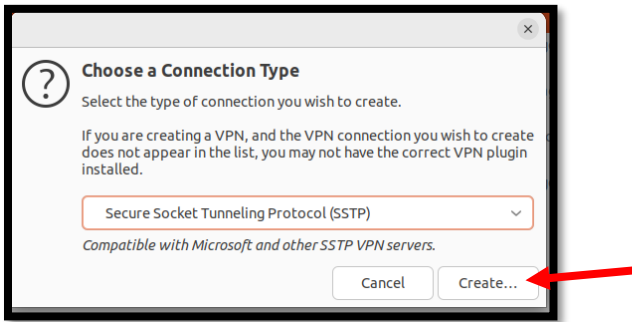 Choose a Connection Type
Select the type of connection you wish to create.
If you are creating a VPN, and the VPN connection you wish to create
does not appear in the list, you may not have the correct VPN plugin
installed.
Secure Socket Tunneling Protocol (SSTP)
Compatible with Microsoft and other SSTP VPN servers.
Cancel
Create…